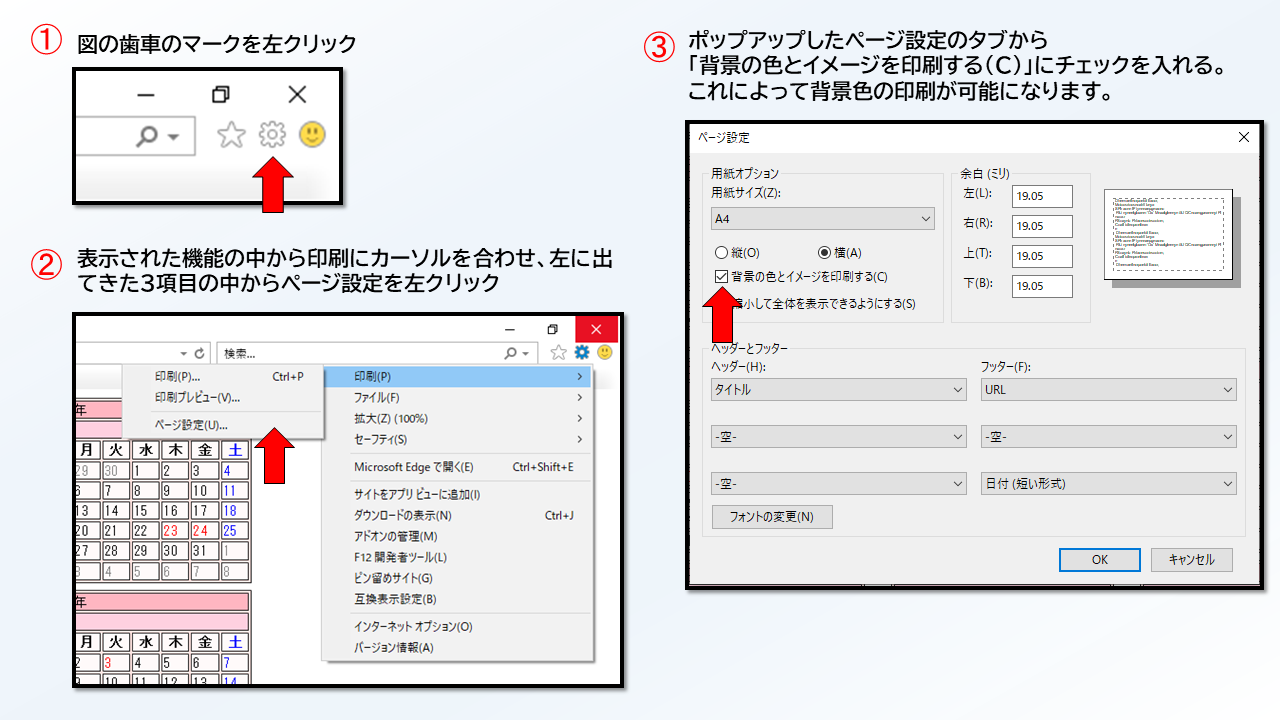 ①
図の歯車のマークを左クリック
②
表示された機能の中から印刷にカーソルを合わせ、左に出
てきた3項目の中からページ設定を左クリック
検索...
印刷(P)... Ctrl+P
印刷プレビュー(V)...
ページ設定(U)...
印刷(P)
ファイル(F)
拡大(Z) (100%)
セーフティ(S)
Microsoft Edge で開く(E) Ctrl+Shift+E
サイトをアプリ ビューに追加(I)
ダウンロードの表示(N) Ctrl+J
アドオンの管理(M)
F12 開発者ツール(L)
ピン留めサイト(G)
互換表示設定(B)
インターネット オプション(O)
バージョン情報(A)
年
月 火 水 木 金 土
29 30 1 2 3 4
6 7 8 9 10 11
13 14 15 16 17 18
20 21 22 23 24 25
27 28 29 30 31 1
3 4 5 6 7 8
年
月 火 水 木 金 土
2 3 4 5 6 7
9 10 11 12 13 14
③
ポップアップしたページ設定のタブから
「背景の色とイメージを印刷する(C)」にチェックを入れる。
これによって背景色の印刷が可能になります。
ページ設定
用紙オプション
用紙サイズ(Z):
A4
縦(O) 横(A)
背景の色とイメージを印刷する(C)
小して全体を表示できるようにする(S)
余白 (ミリ)
左(L): 19.05
右(R): 19.05
上(T): 19.05
下(B): 19.05
ヘッダーとフッター
ヘッダー(H): フッター(F):
タイトル URL
-空- -空-
-空- 日付 (短い形式)
フォントの変更(N)
OK キャンセル